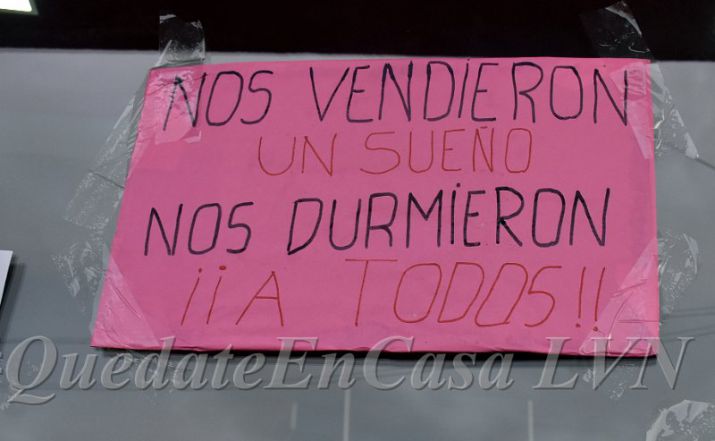 NOS VENDIERON
UN SUEÑO
NOS DURMIERON
¡¡A TODOS!!
QuedateEnCasa LVN